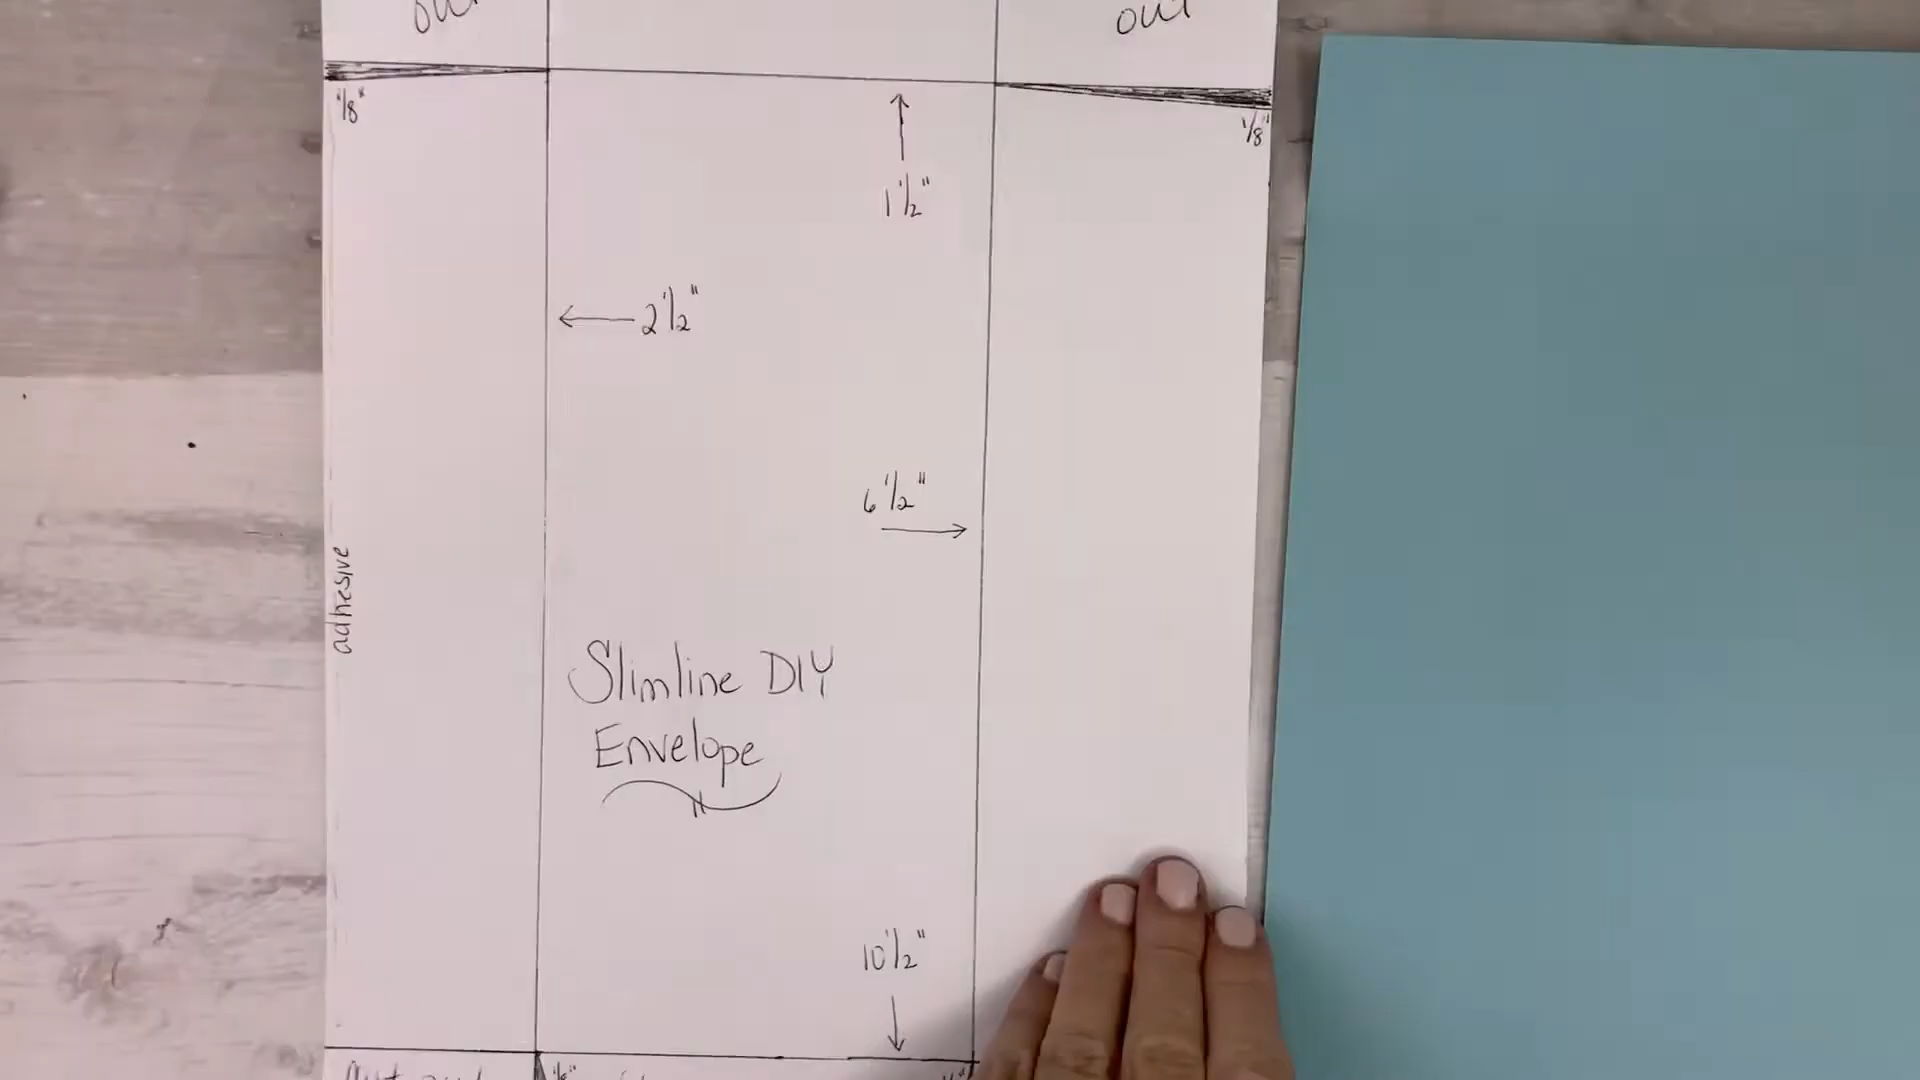 out
1/8"
1/8"
1 1/2"
2 1/2"
6 1/2"
adhesive
Slimline DIY
Envelope
10 1/2"